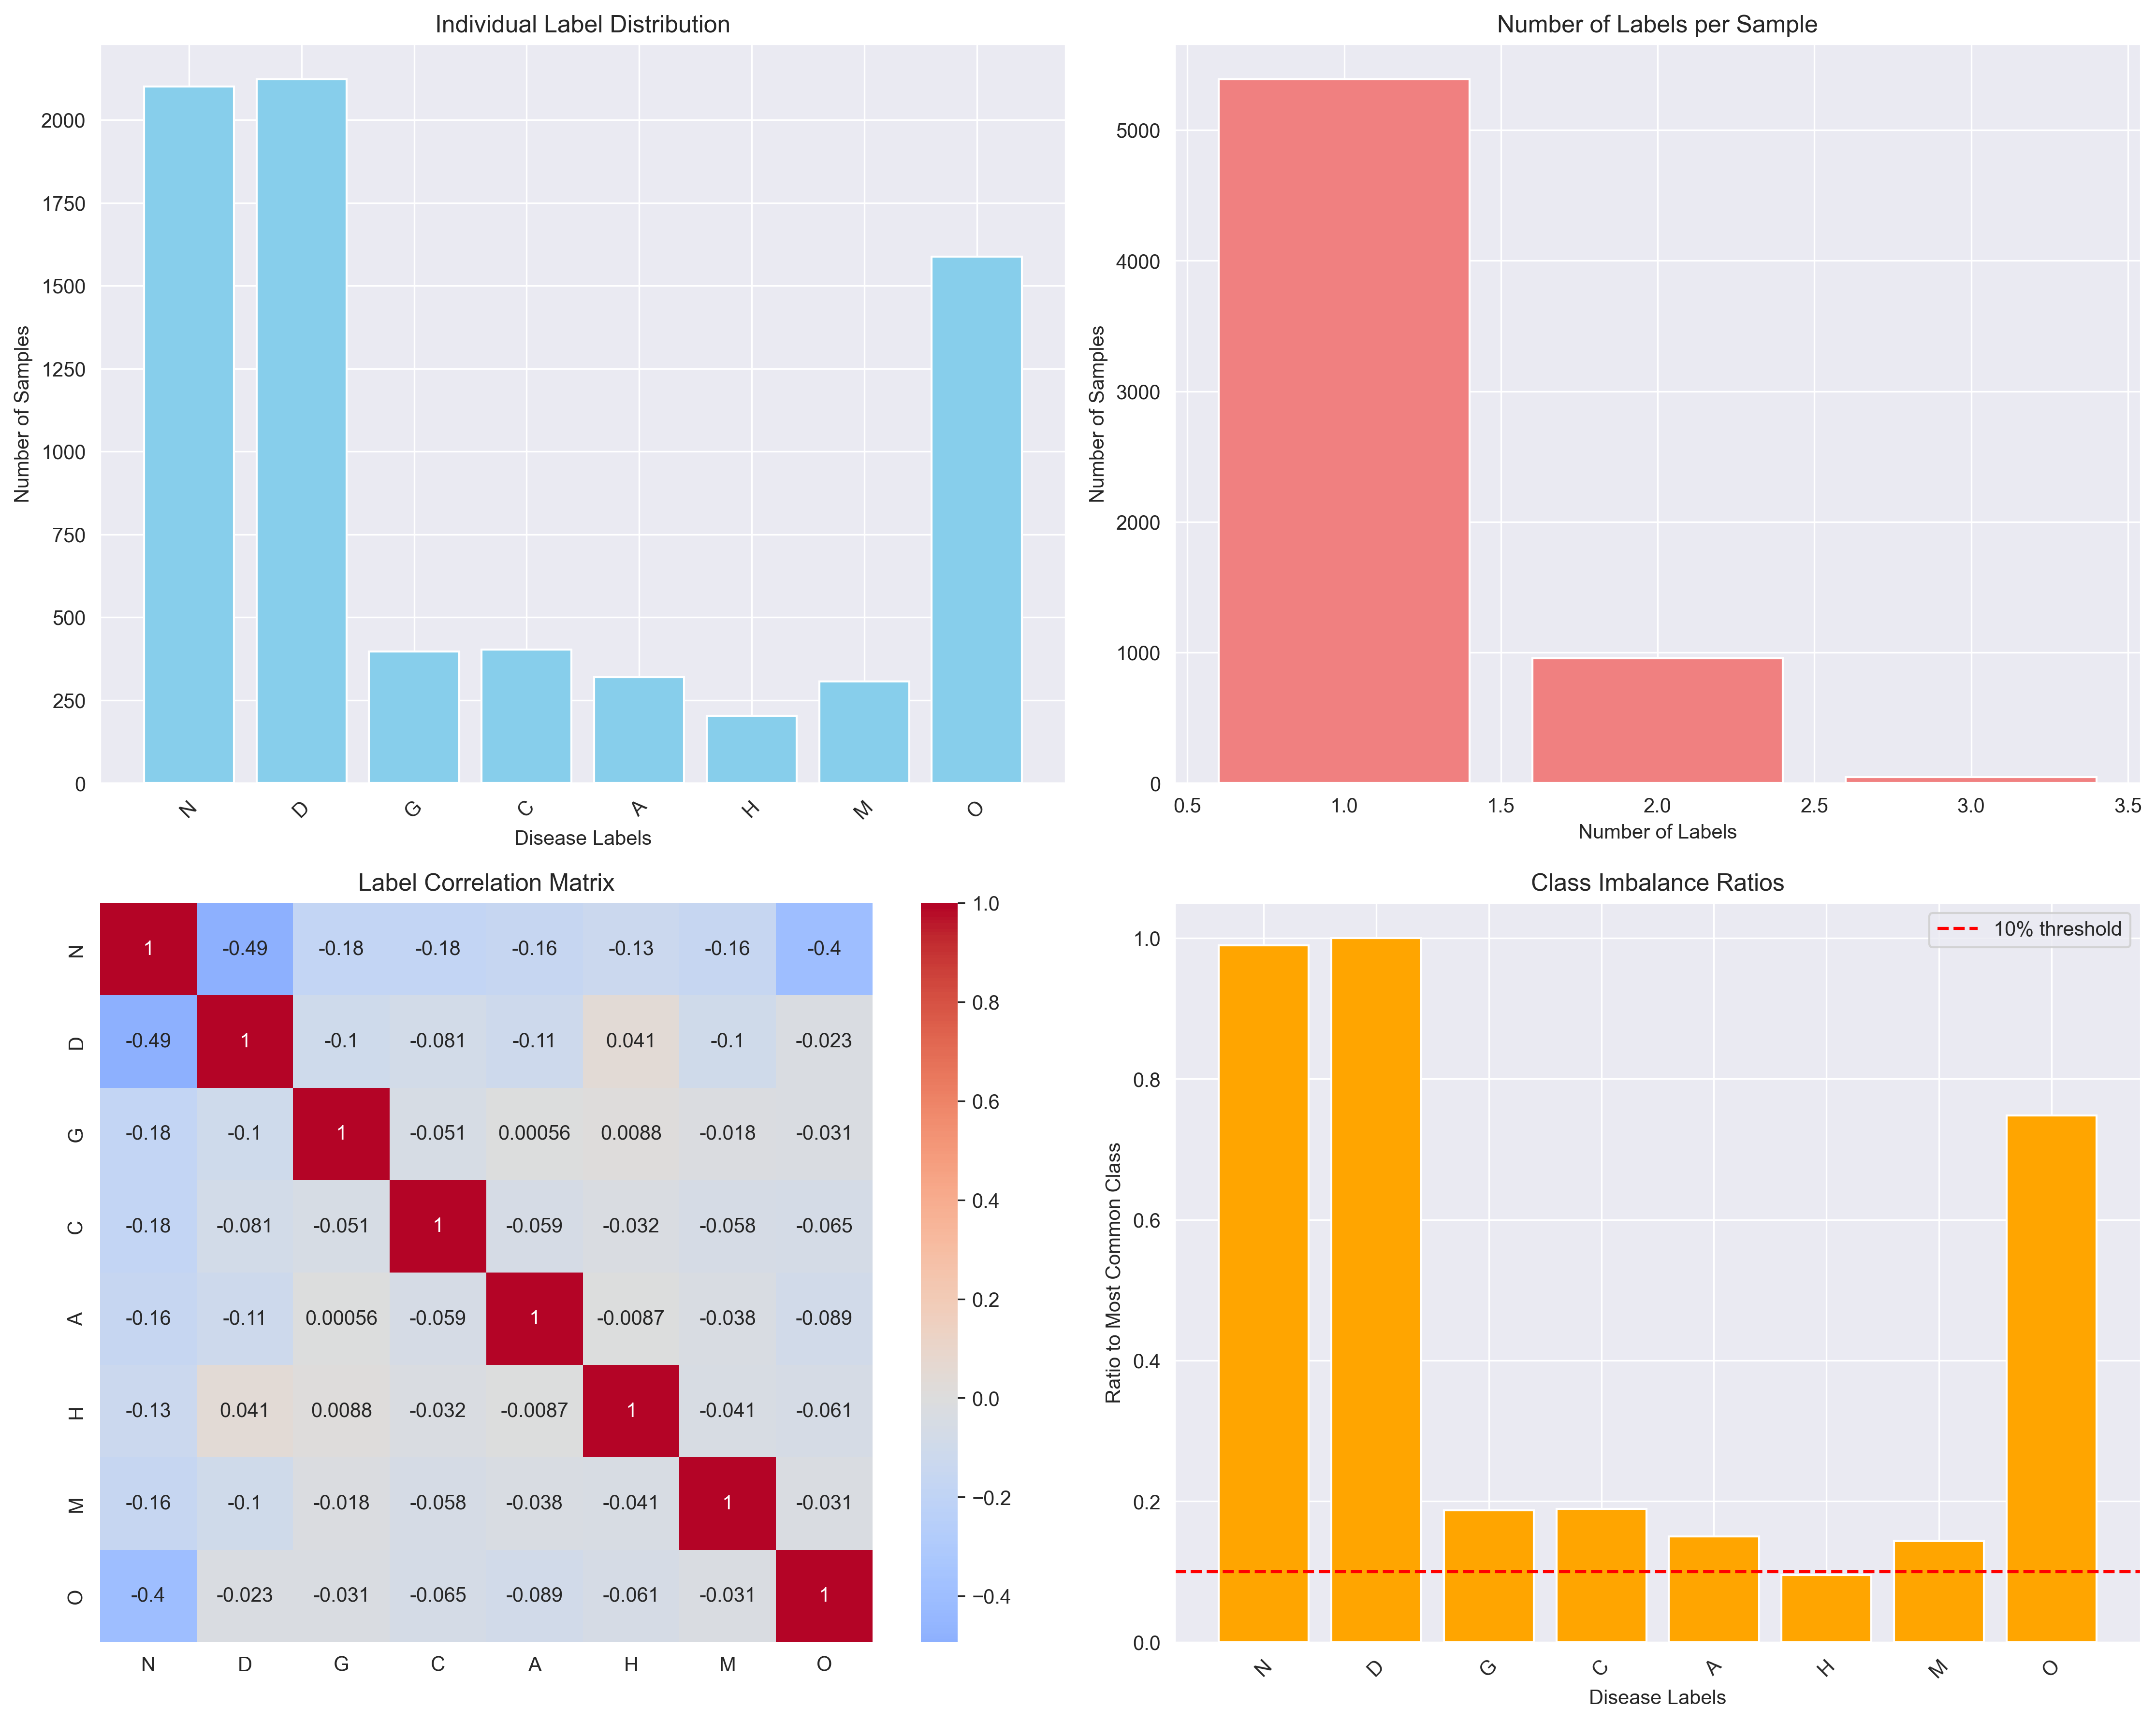 Individual Label Distribution
Number of Samples
2000
1750
1500
1250
1000
750
500
250
0
N D G C A H M O
Disease Labels
Number of Labels per Sample
Number of Samples
5000
4000
3000
2000
1000
0
0.5 1.0 1.5 2.0 2.5 3.0 3.5
Number of Labels
Label Correlation Matrix
N 1 -0.49 -0.18 -0.18 -0.16 -0.13 -0.16 -0.4
D -0.49 1 -0.1 -0.081 -0.11 0.041 -0.1 -0.023
G -0.18 -0.1 1 -0.051 0.00056 0.0088 -0.018 -0.031
C -0.18 -0.081 -0.051 1 -0.059 -0.032 -0.058 -0.065
A -0.16 -0.11 0.00056 -0.059 1 -0.0087 -0.038 -0.089
H -0.13 0.041 0.0088 -0.032 -0.0087 1 -0.041 -0.061
M -0.16 -0.1 -0.018 -0.058 -0.038 -0.041 1 -0.031
O -0.4 -0.023 -0.031 -0.065 -0.089 -0.061 -0.031 1
N D G C A H M O
1.0
0.8
0.6
0.4
0.2
0.0
−0.2
−0.4
Class Imbalance Ratios
10% threshold
Ratio to Most Common Class
1.0
0.8
0.6
0.4
0.2
0.0
N D G C A H M O
Disease Labels